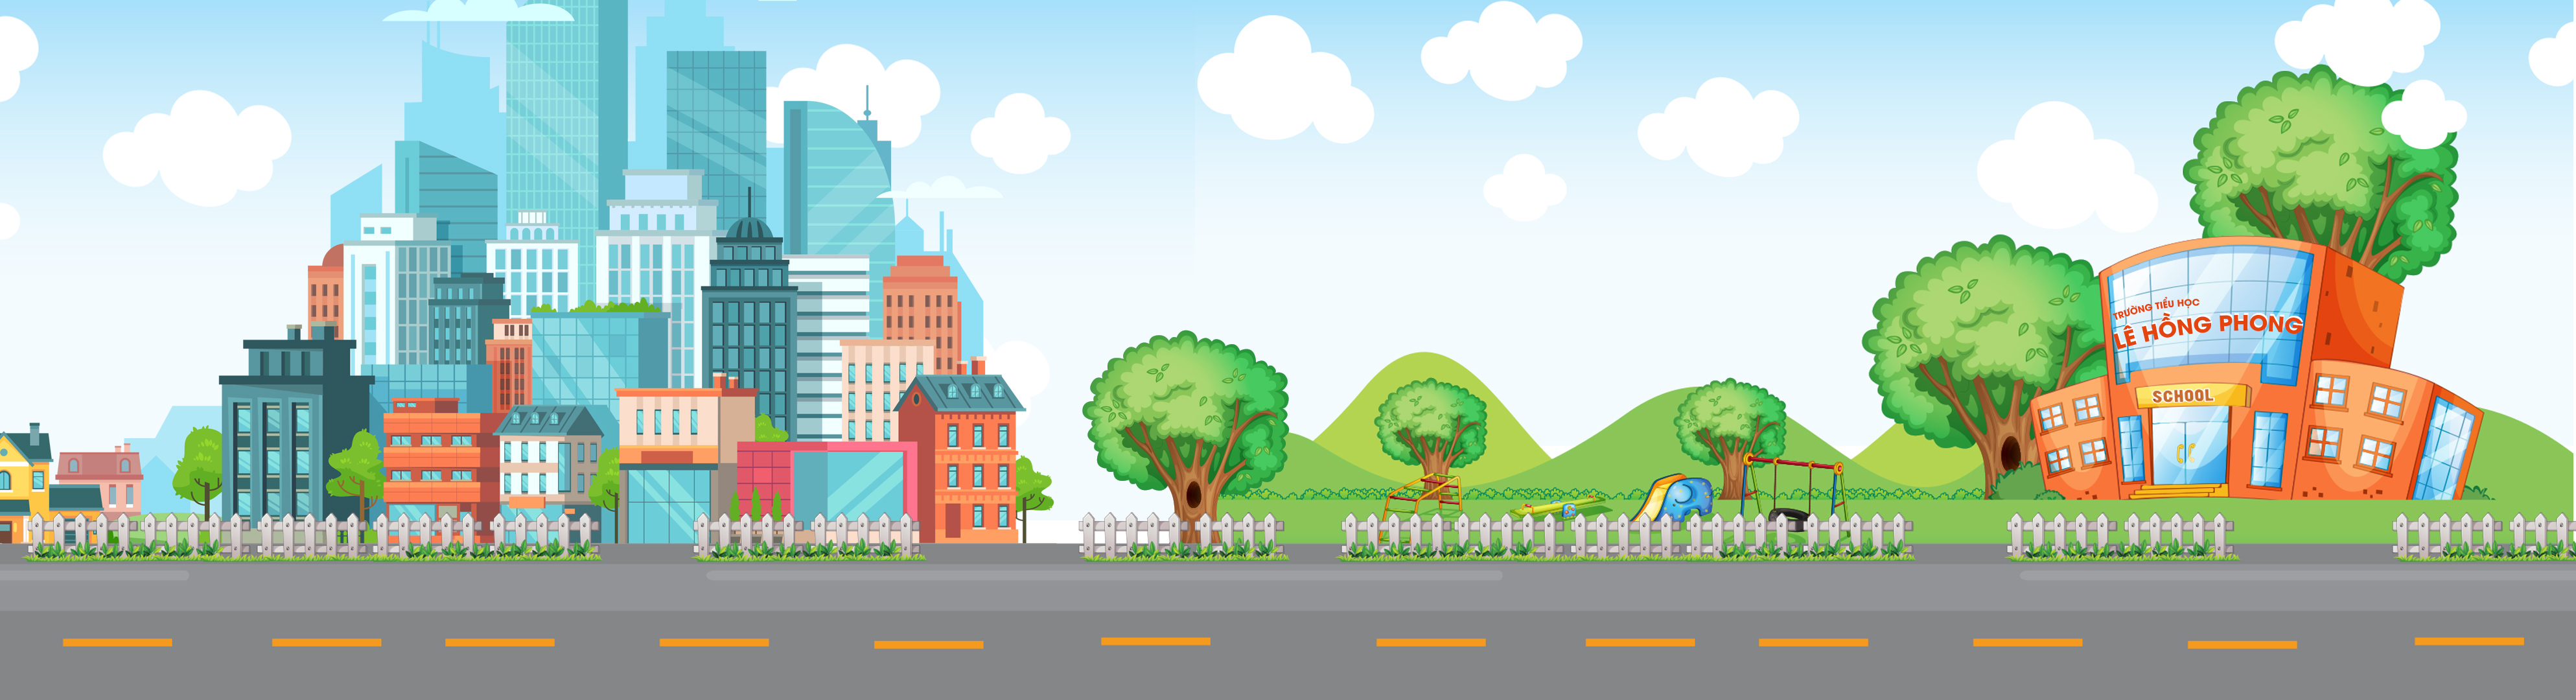 TRƯỜNG TIỂU HỌC
LÊ HỒNG PHONG
SCHOOL